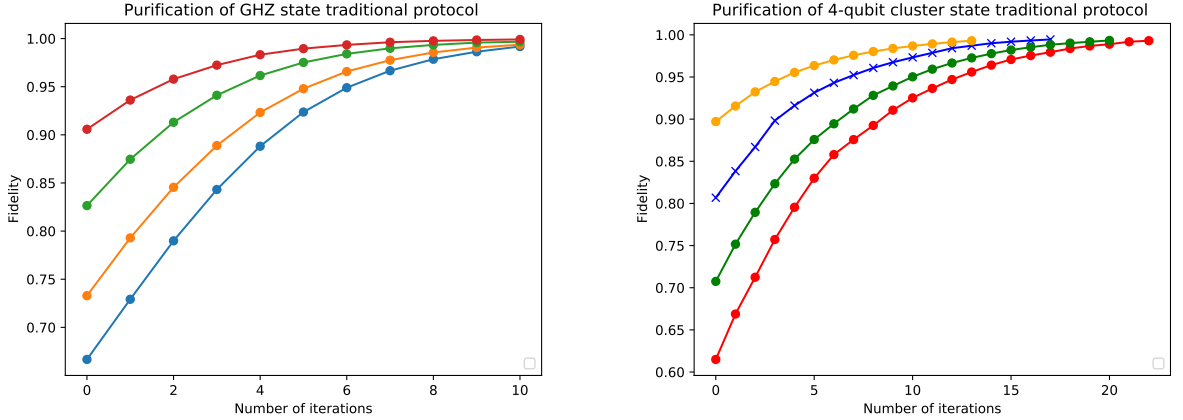 Purification of GHZ state traditional protocol
1.00
0.95
0.90
0.85
0.80
0.75
0.70
Fidelity
0 2 4 6 8 10
Number of iterations
Purification of 4-qubit cluster state traditional protocol
1.00
0.95
0.90
0.85
0.80
0.75
0.70
0.65
0.60
Fidelity
0 5 10 15 20
Number of iterations